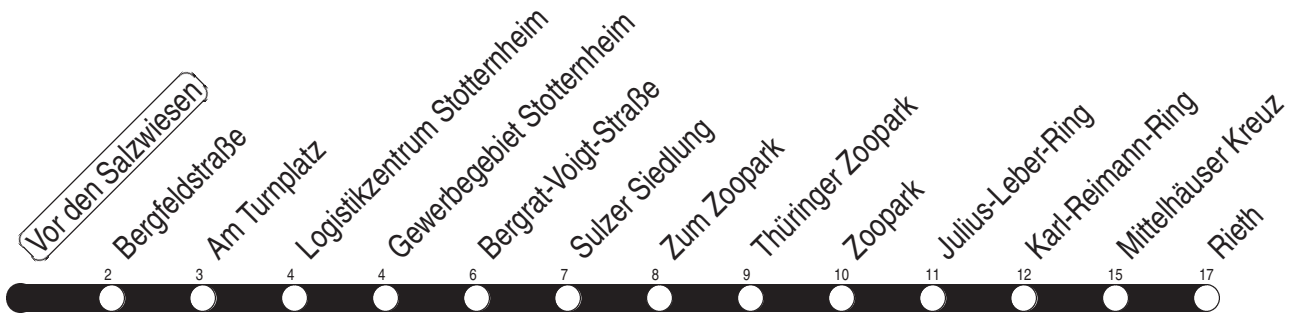 Vor den Salzwiesen
Bergfeldstraße
Am Turnplatz
Logistikzentrum Stotternheim
Gewerbegebiet Stotternheim
Bergrat-Voigt-Straße
Sulzer Siedlung
Zum Zoopark
Thüringer Zoopark
Zoopark
Julius-Leber-Ring
Karl-Reimann-Ring
Mittelhäuser Kreuz
Rieth
2 3 4 4 6 7 8 9 10 11 12 15 17